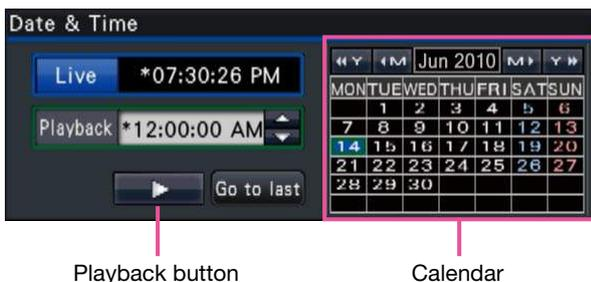 Date & Time
Live *07:30:26 PM
Playback *12:00:00 AM
Go to last
◀◀Y ◀M Jun 2010 M▶ Y▶▶
MON TUE WED THU FRI SAT SUN
1 2 3 4 5 6
7 8 9 10 11 12 13
14 15 16 17 18 19 20
21 22 23 24 25 26 27
28 29 30
Playback button
Calendar